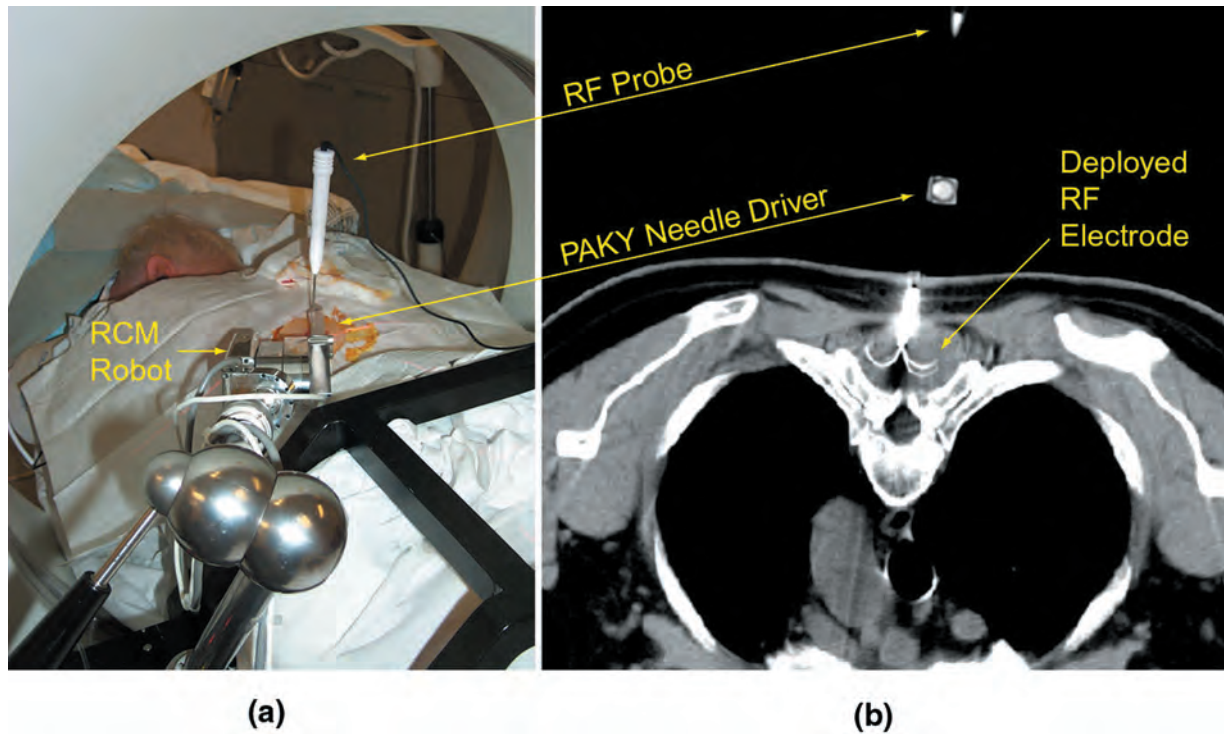 RF Probe
PAKY Needle Driver
Deployed
RF
Electrode
RCM
Robot
(a)
(b)